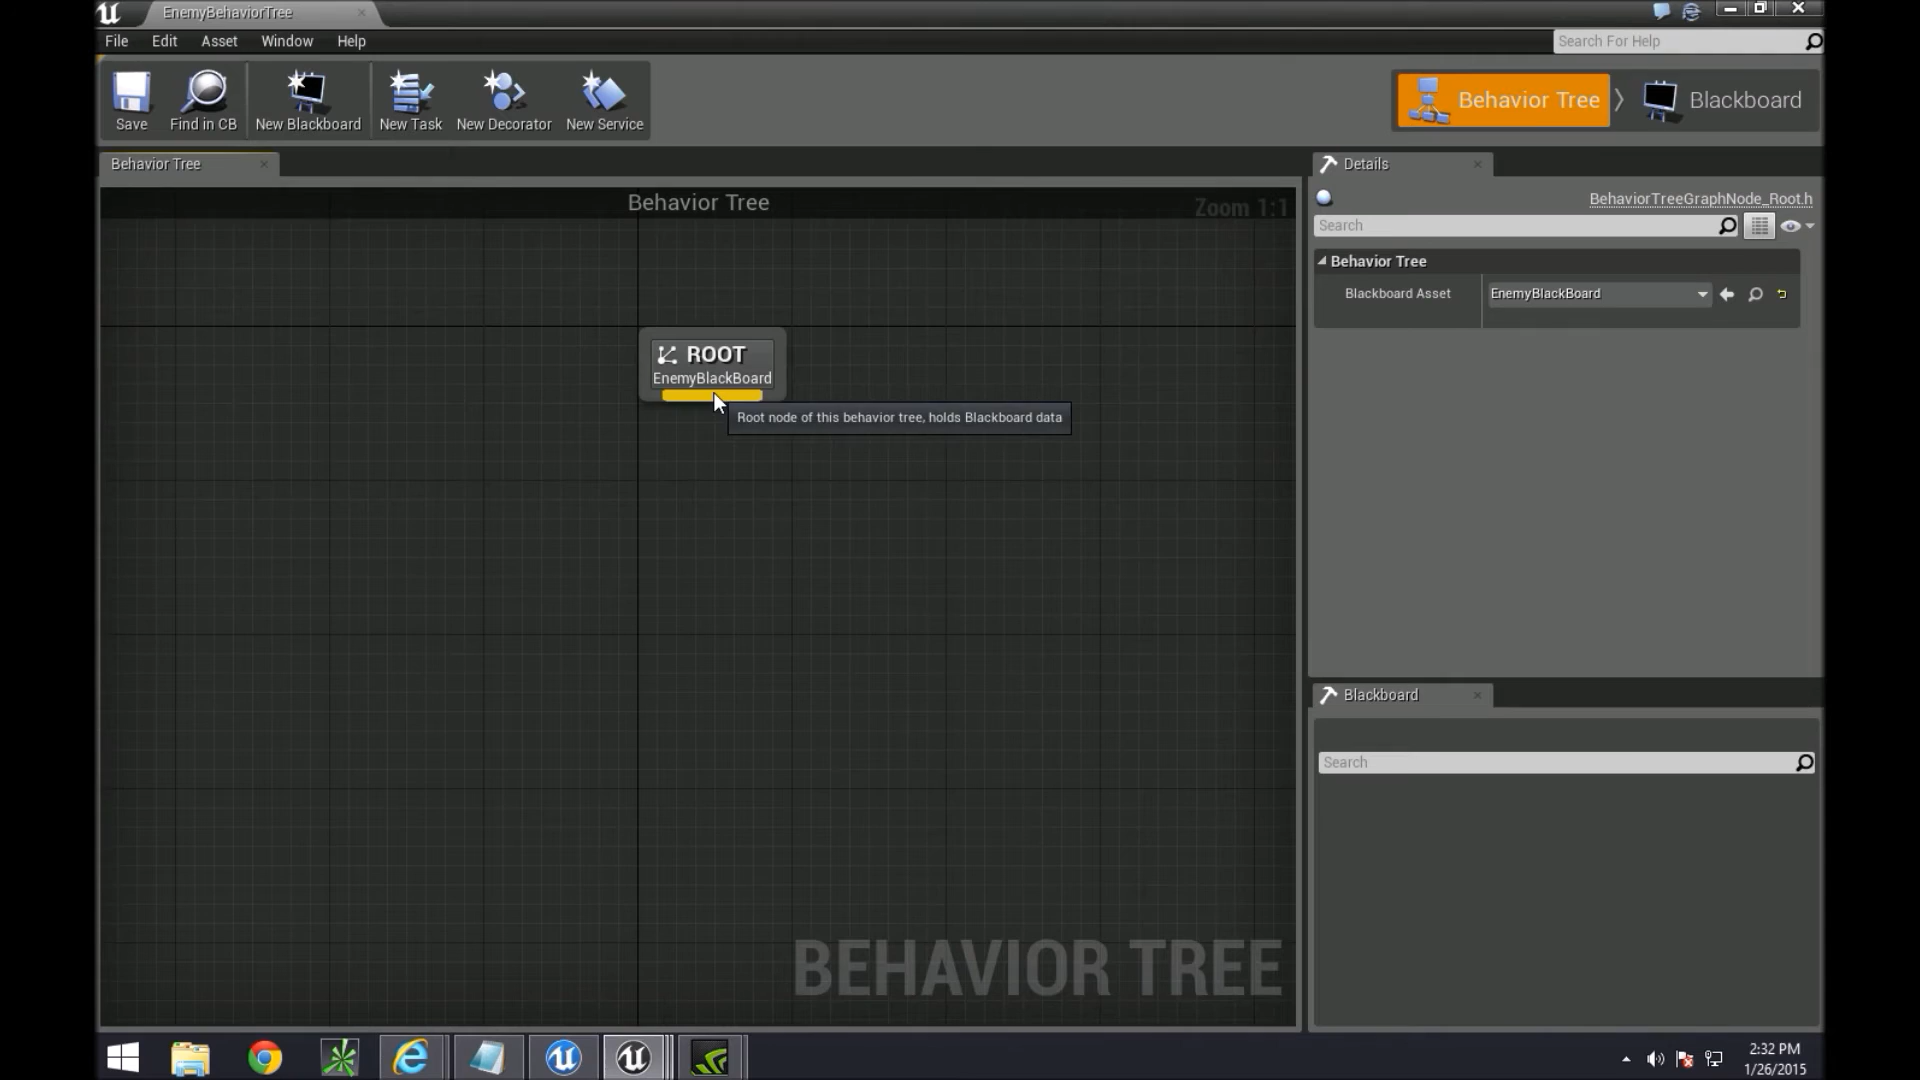 EnemyBehaviorTree
File Edit Asset Window Help
Search For Help
Save Find in CB New Blackboard New Task New Decorator New Service
Behavior Tree Blackboard
Behavior Tree
Behavior Tree
Zoom 1:1
ROOT
EnemyBlackBoard
Root node of this behavior tree, holds Blackboard data
BEHAVIOR TREE
Details
BehaviorTreeGraphNode_Root.h
Search
Behavior Tree
Blackboard Asset EnemyBlackBoard
Blackboard
Search
2:32 PM
1/26/2015